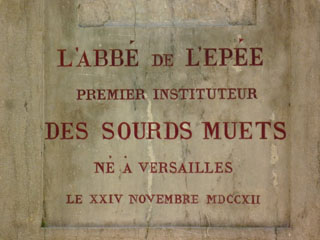 L'ABBÉ DE L'EPÉE
PREMIER INSTITUTEUR
DES SOURDS MUETS
NÉ À VERSAILLES
LE XXIV NOVEMBRE MDCCXII